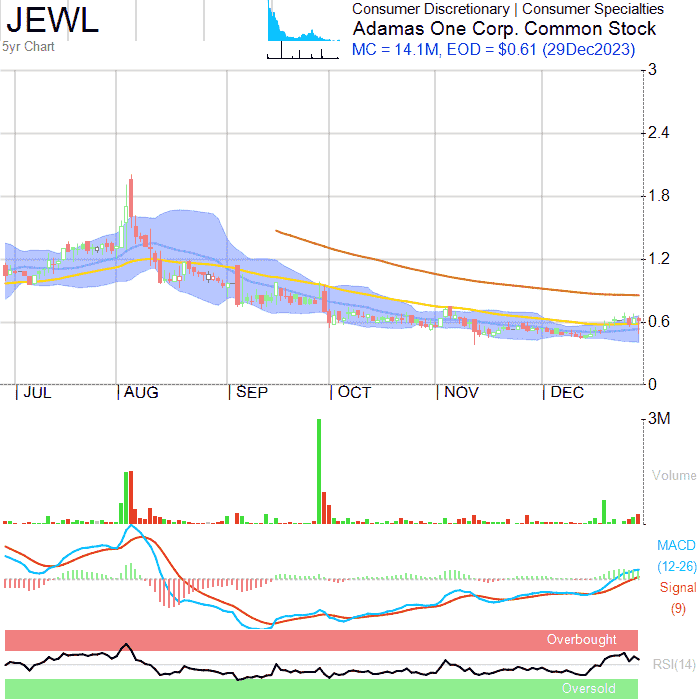 JEWL
5yr Chart
Consumer Discretionary | Consumer Specialties
Adamas One Corp. Common Stock
MC = 14.1M, EOD = $0.61 (29Dec2023)
3
2.4
1.8
1.2
0.6
0
JUL AUG SEP OCT NOV DEC
3M
Volume
MACD
(12-26)
Signal
(9)
Overbought
RSI(14)
Oversold